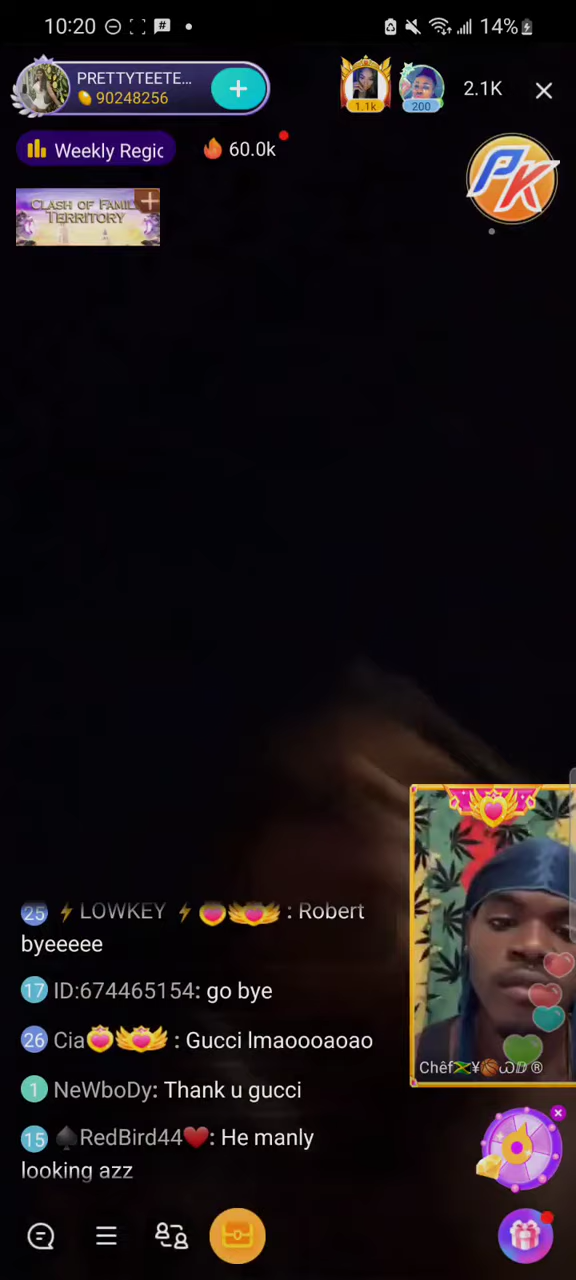 10:20
14%
PRETTYTEETE...
90248256
1.1k
200
2.1K
Weekly Regic
60.0k
PK
CLASH OF FAMIL
TERRITORY
25 ⚡LOWKEY ⚡ : Robert
byeeeee
17 ID:674465154: go bye
26 Cia : Gucci lmaoooaoao
1 NeWboDy: Thank u gucci
15 ♠RedBird44♥: He manly
looking azz
Chêf🇯🇲¥🏀